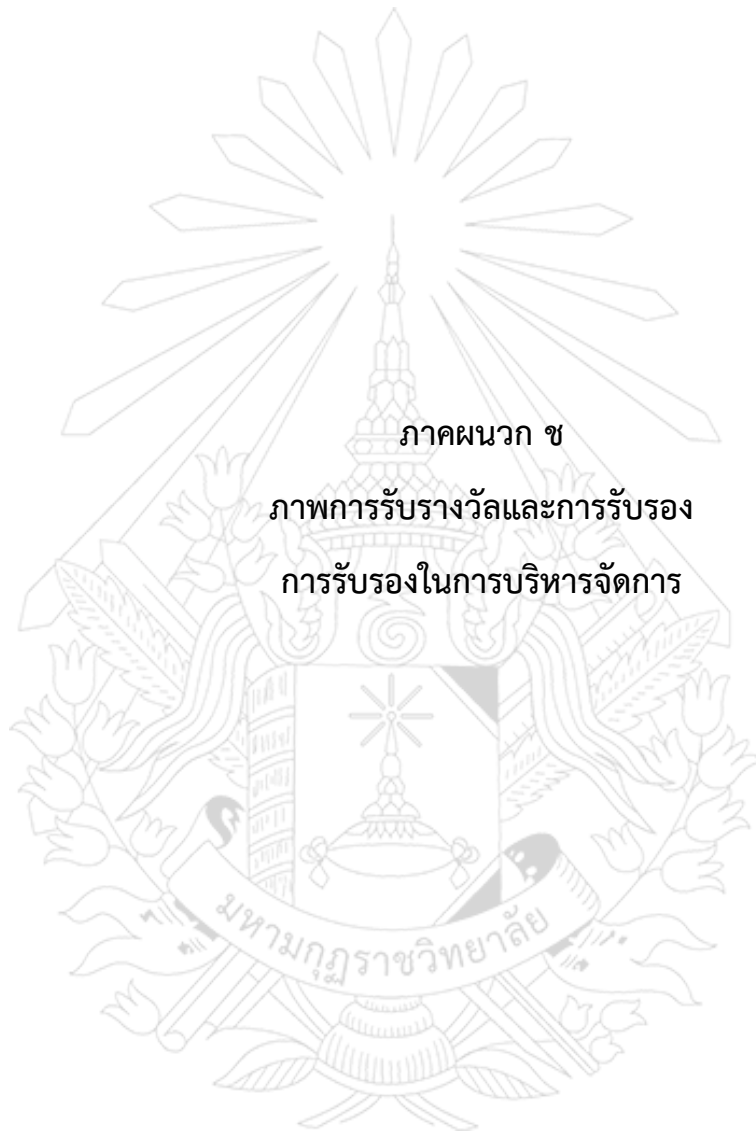 ภาคผนวก ช
ภาพการรับรางวัลและการรับรอง
การรับรองในการบริหารจัดการ
มหามกุฏราชวิทยาลัย